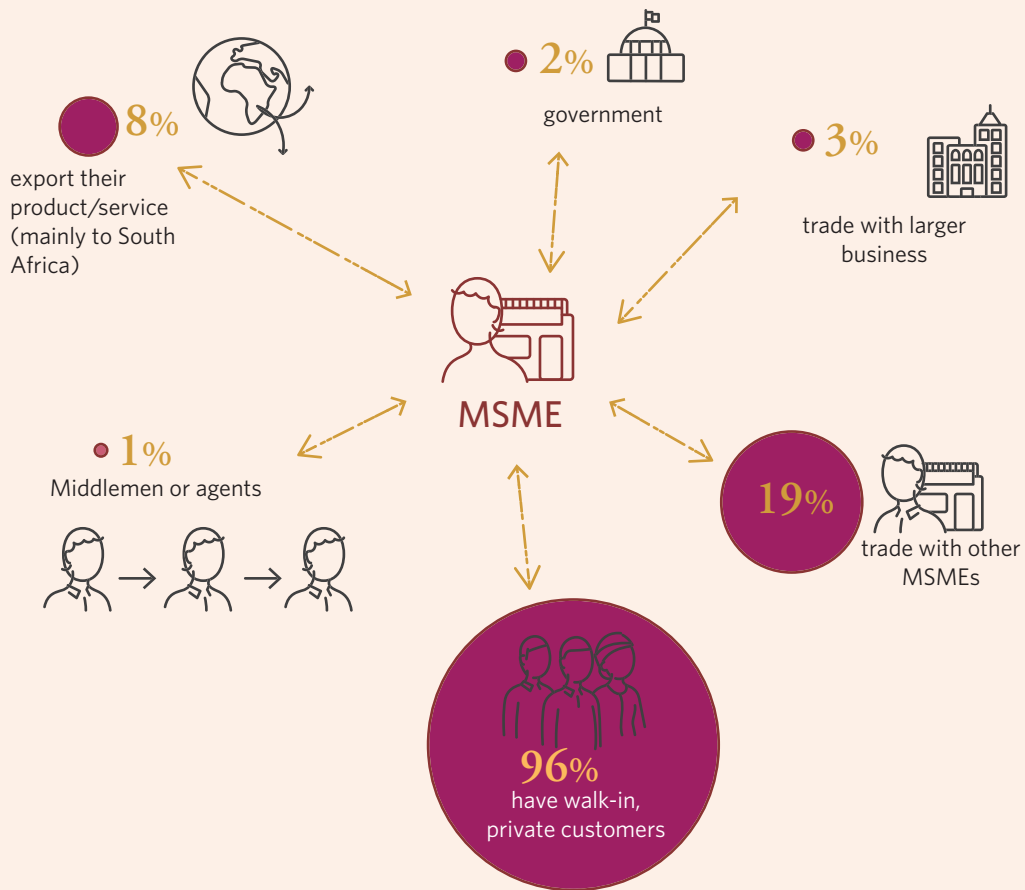 8%
export their
product/service
(mainly to South
Africa)
2%
government
3%
trade with larger
business
MSME
1%
Middlemen or agents
19%
trade with other
MSMEs
96%
have walk-in,
private customers